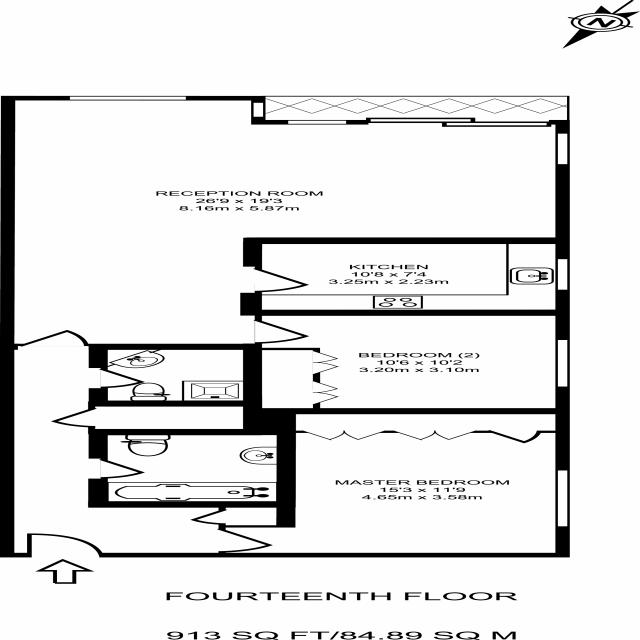 N
RECEPTION ROOM
26'9 x 19'3
8.16m x 5.87m
KITCHEN
10'8 x 7'4
3.25m x 2.23m
BEDROOM (2)
10'6 x 10'2
3.20m x 3.10m
MASTER BEDROOM
15'3 x 11'9
4.65m x 3.58m
FOURTEENTH FLOOR
913 SQ FT/84.89 SQ M